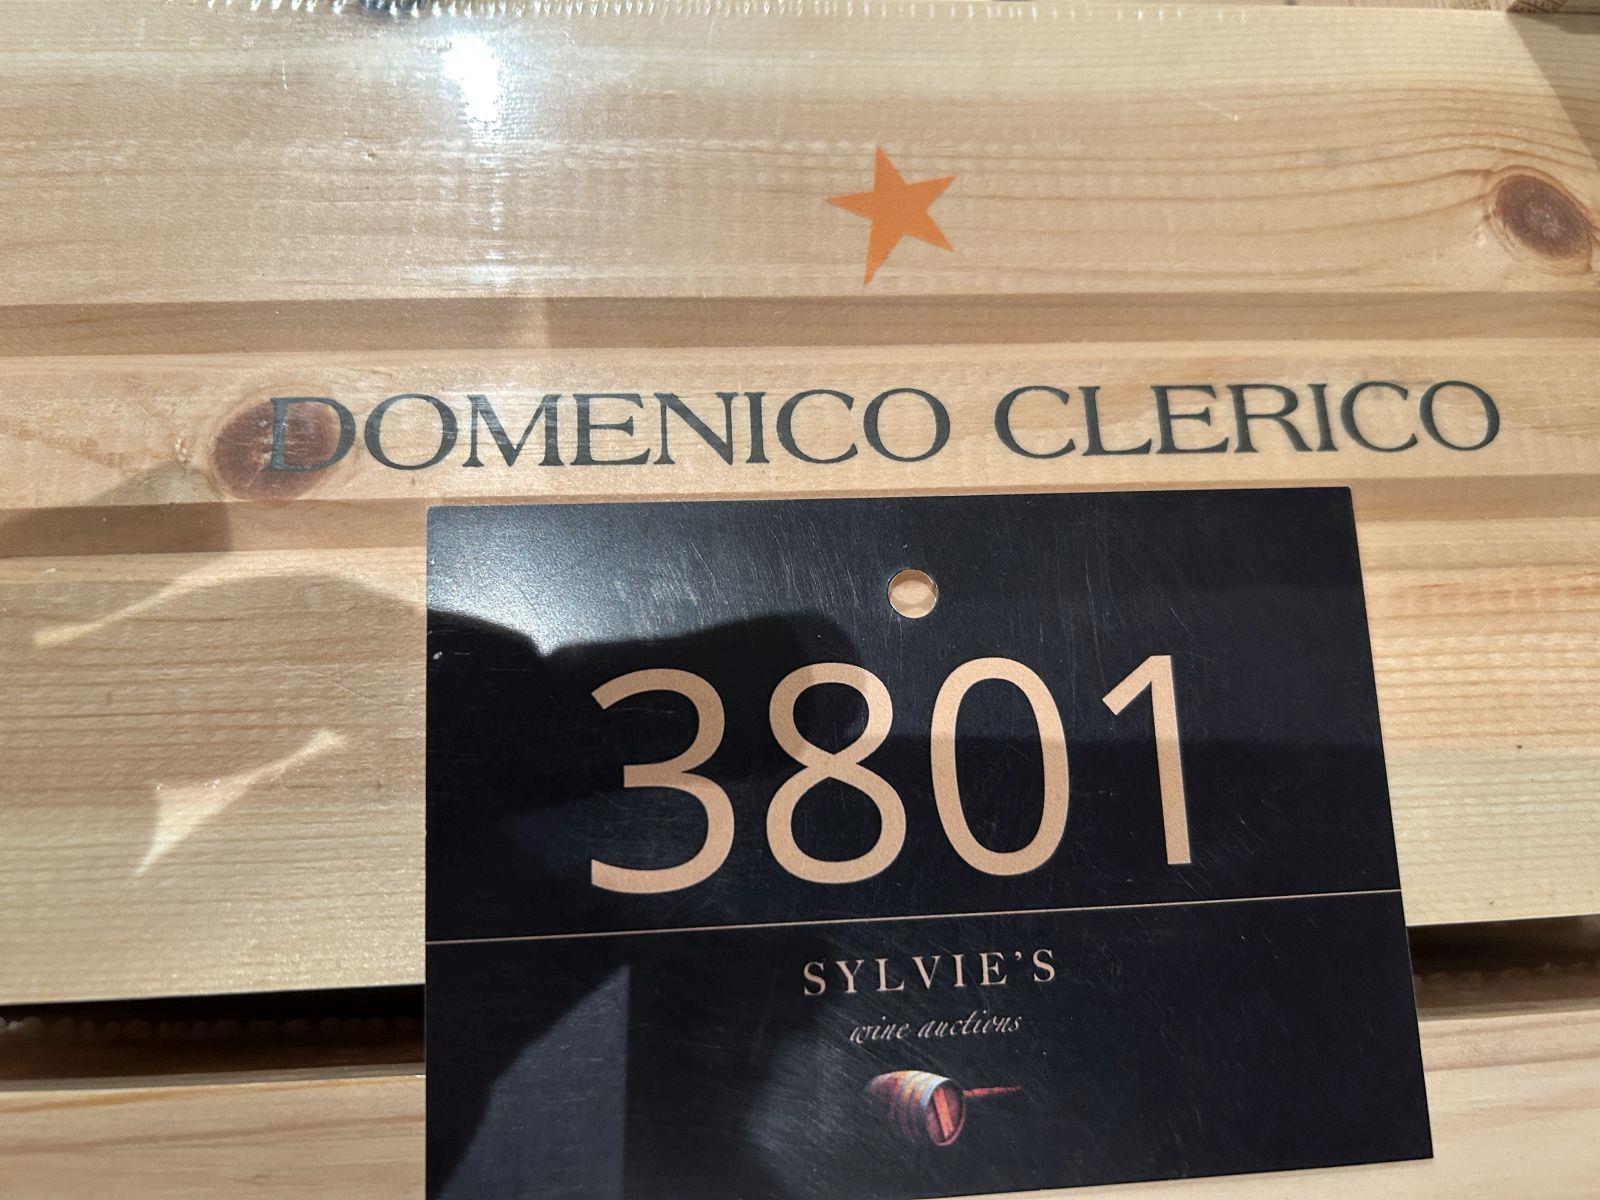 DOMENICO CLERICO
3801
SYLVIE'S
wine auctions